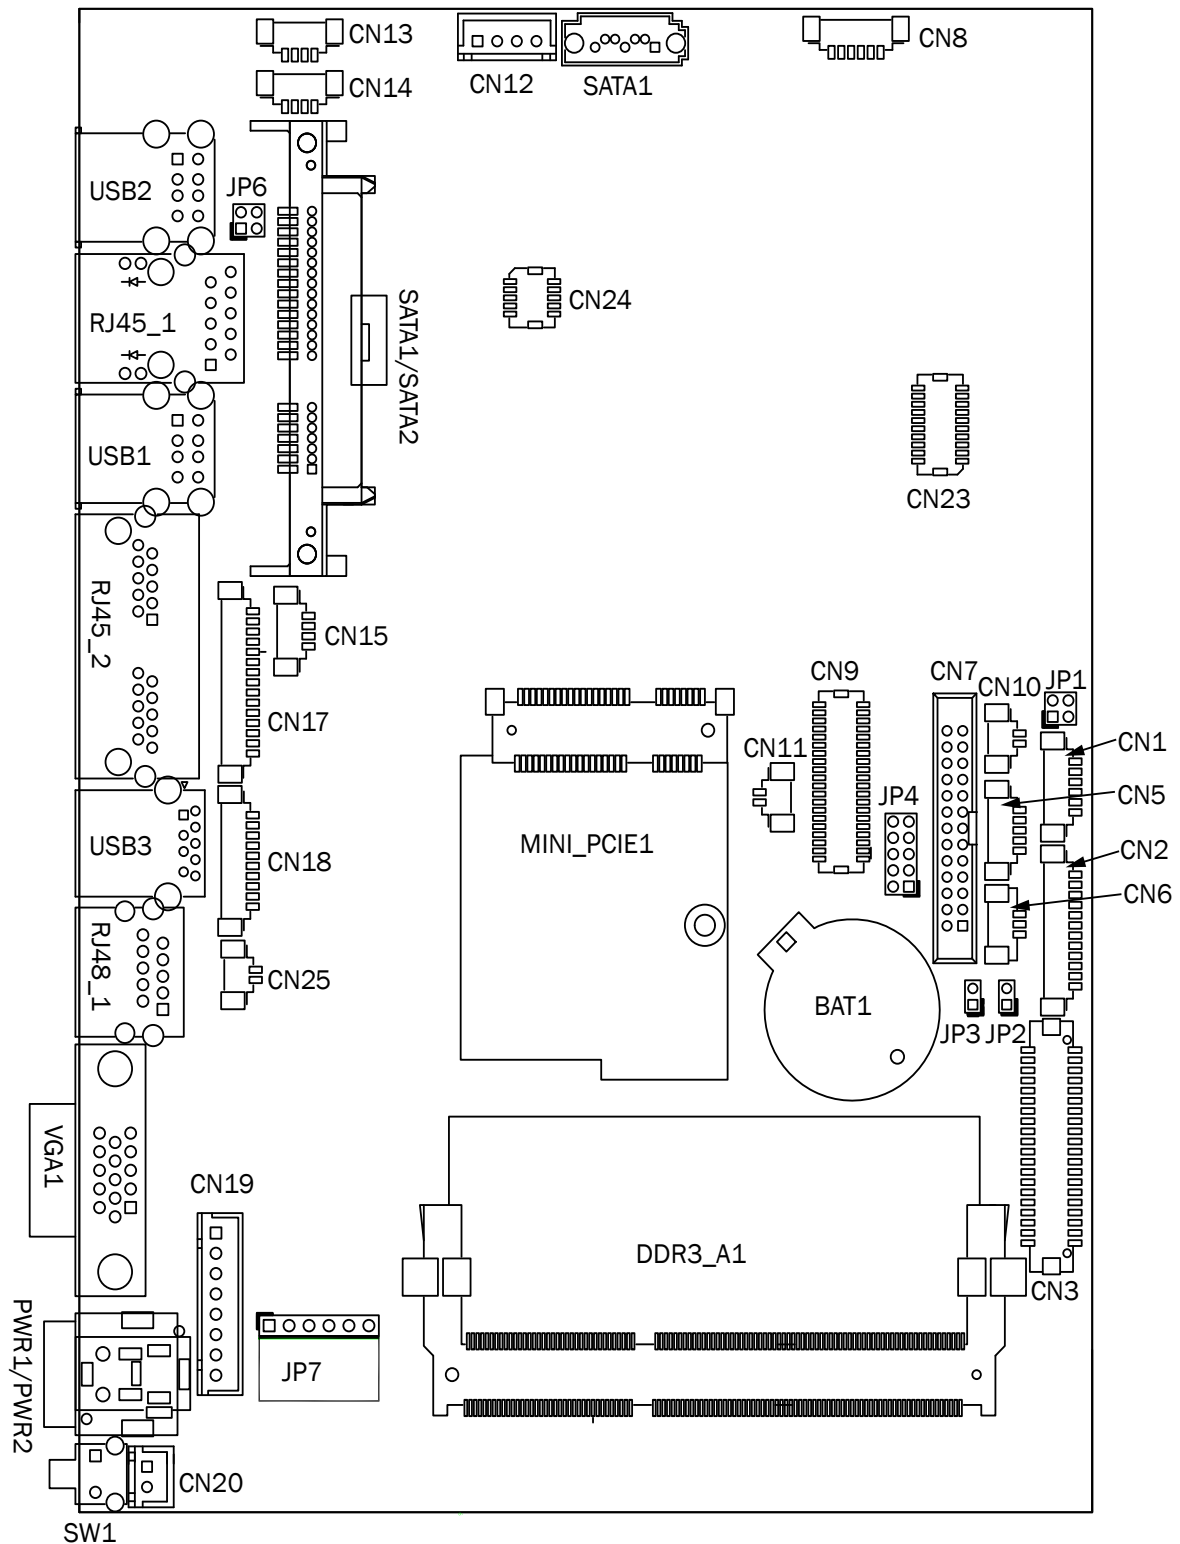 CN13
CN8
CN12
SATA1
CN14
USB2
JP6
CN24
SATA1/SATA2
RJ45_1
USB1
CN23
RJ45_2
CN15
CN9
CN7
CN10
JP1
CN17
CN11
CN1
CN5
JP4
USB3
CN18
MINI_PCIE1
CN2
CN6
RJ48_1
CN25
BAT1
JP3
JP2
VGA1
CN19
DDR3_A1
CN3
PWR1/PWR2
JP7
CN20
SW1